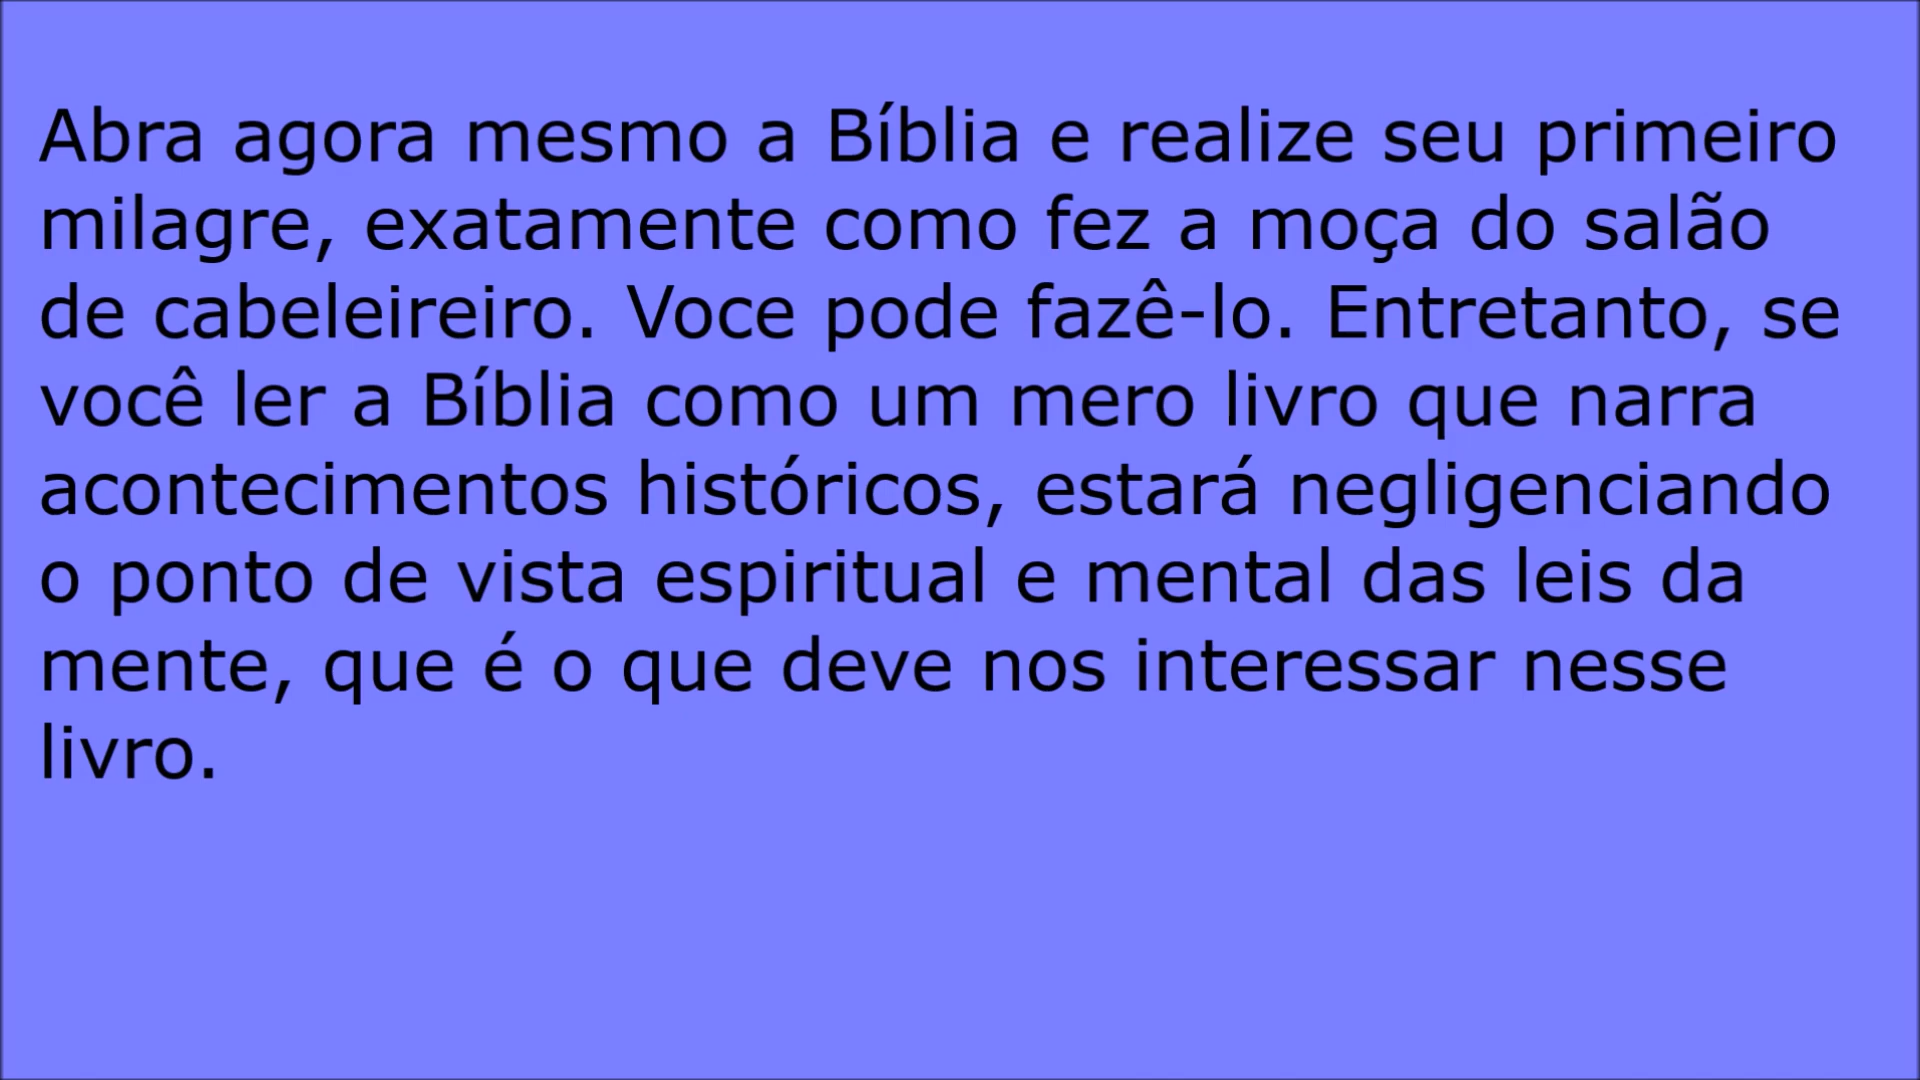 Abra agora mesmo a Bíblia e realize seu primeiro
milagre, exatamente como fez a moça do salão
de cabeleireiro. Voce pode fazê-lo. Entretanto, se
você ler a Bíblia como um mero livro que narra
acontecimentos históricos, estará negligenciando
o ponto de vista espiritual e mental das leis da
mente, que é o que deve nos interessar nesse
livro.